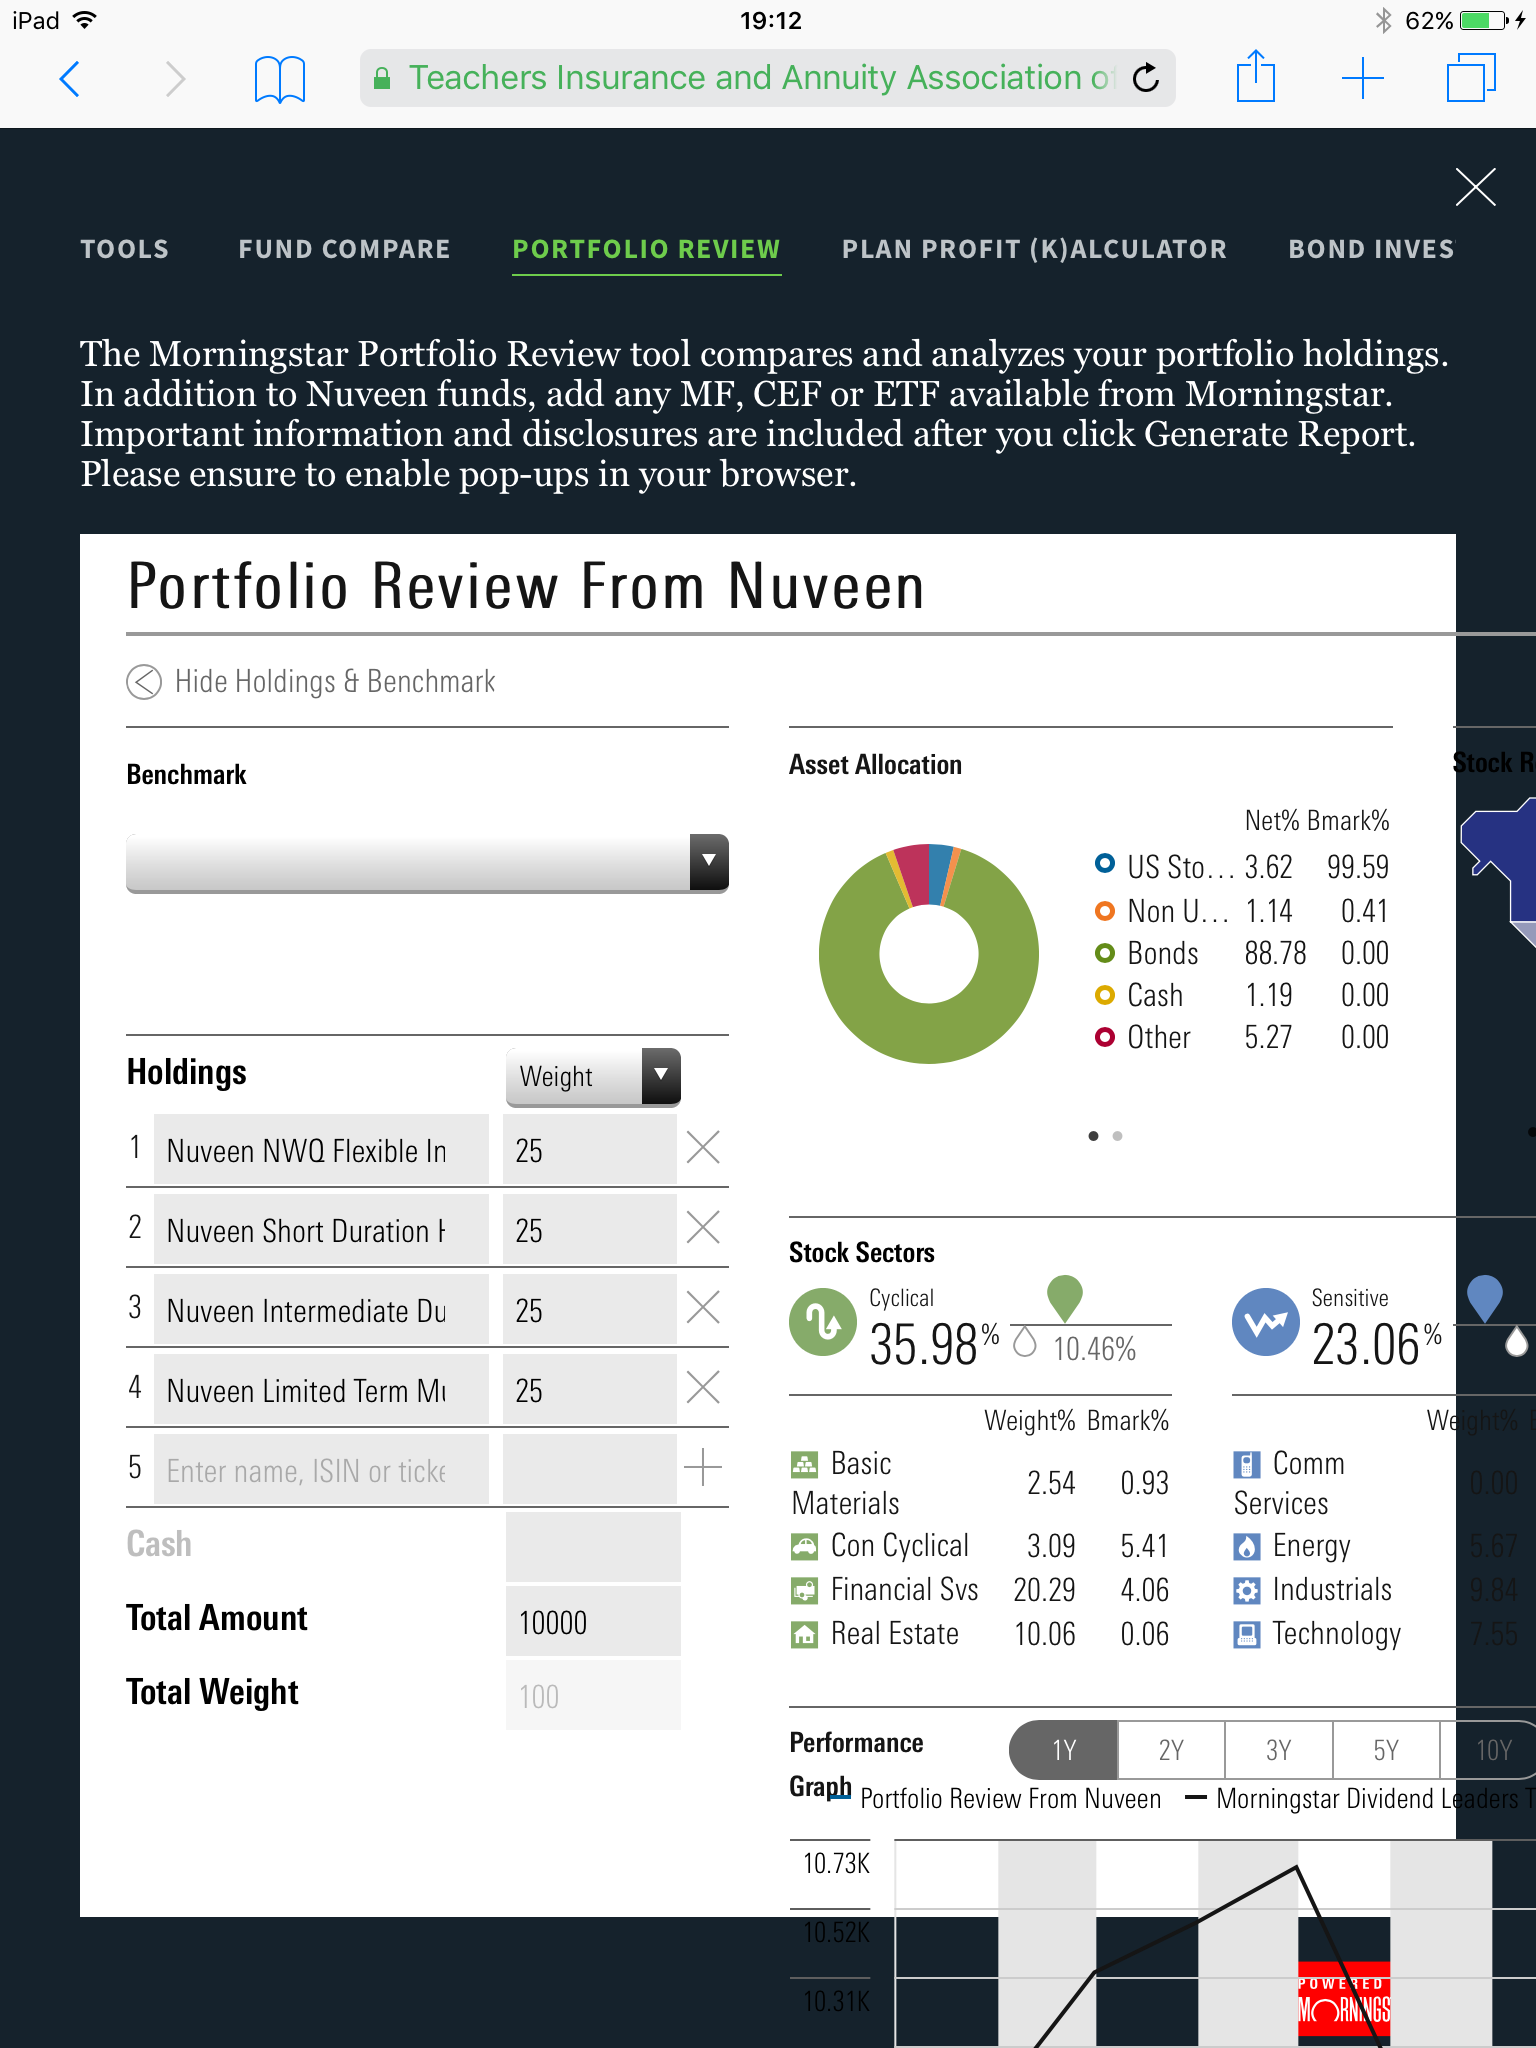 iPad 19:12 62%
Teachers Insurance and Annuity Association of
TOOLS FUND COMPARE PORTFOLIO REVIEW PLAN PROFIT (K)ALCULATOR BOND INVES
The Morningstar Portfolio Review tool compares and analyzes your portfolio holdings.
In addition to Nuveen funds, add any MF, CEF or ETF available from Morningstar.
Important information and disclosures are included after you click Generate Report.
Please ensure to enable pop-ups in your browser.
Portfolio Review From Nuveen
Hide Holdings & Benchmark
Benchmark
Holdings Weight
1 Nuveen NWQ Flexible In 25
2 Nuveen Short Duration H 25
3 Nuveen Intermediate Du 25
4 Nuveen Limited Term Mu 25
5 Enter name, ISIN or ticke
Cash
Total Amount 10000
Total Weight 100
Asset Allocation
Net% Bmark%
US Sto... 3.62 99.59
Non U... 1.14 0.41
Bonds 88.78 0.00
Cash 1.19 0.00
Other 5.27 0.00
Stock R
Stock Sectors
Cyclical
35.98% 10.46%
Weight% Bmark%
Basic
Materials 2.54 0.93
Con Cyclical 3.09 5.41
Financial Svs 20.29 4.06
Real Estate 10.06 0.06
Sensitive
23.06%
Weight%
Comm
Services 0.00
Energy 5.67
Industrials 9.84
Technology 7.55
Performance
Graph
1Y 2Y 3Y 5Y 10Y
Portfolio Review From Nuveen Morningstar Dividend Leaders T
10.73K
10.52K
10.31K
POWERED
MORNINGS